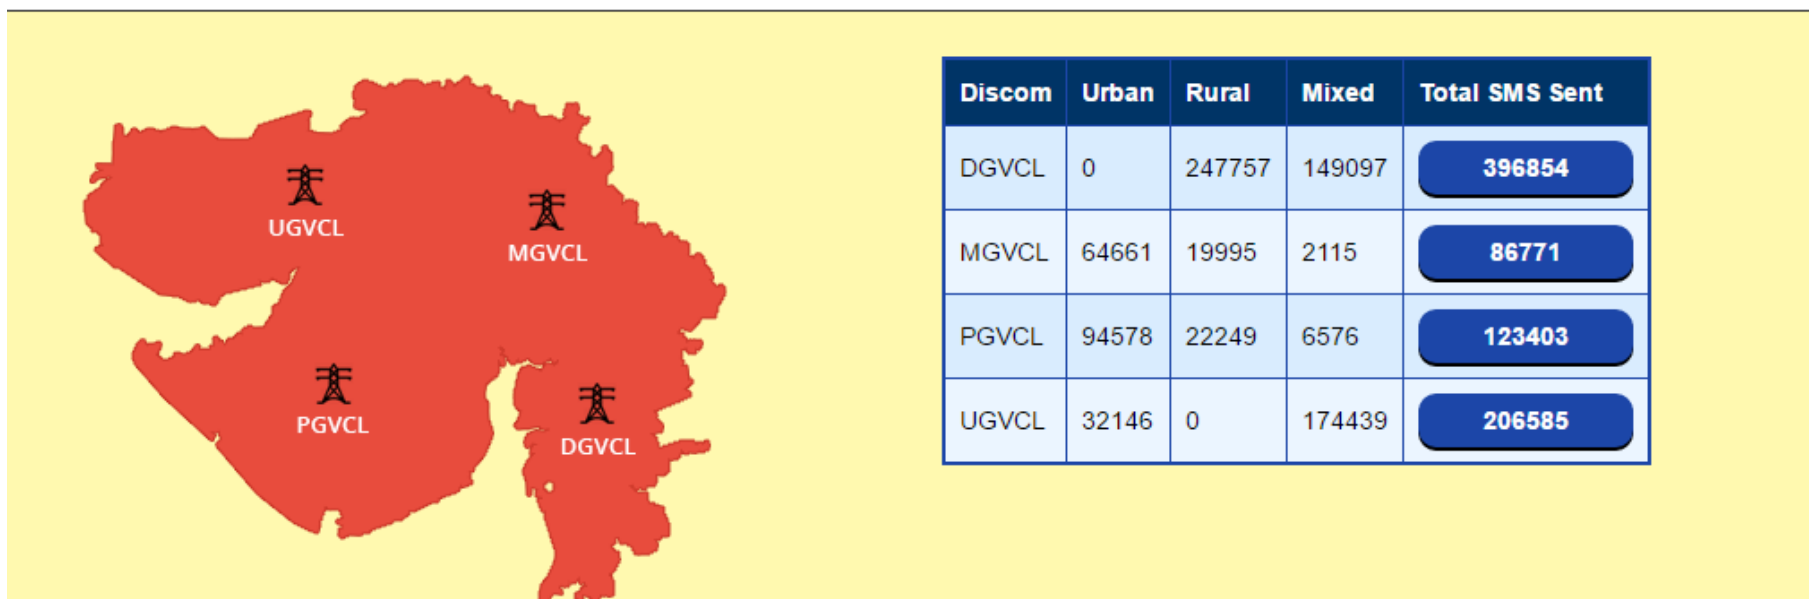 UGVCL
MGVCL
PGVCL
DGVCL
Discom Urban Rural Mixed Total SMS Sent
DGVCL 0 247757 149097 396854
MGVCL 64661 19995 2115 86771
PGVCL 94578 22249 6576 123403
UGVCL 32146 0 174439 206585